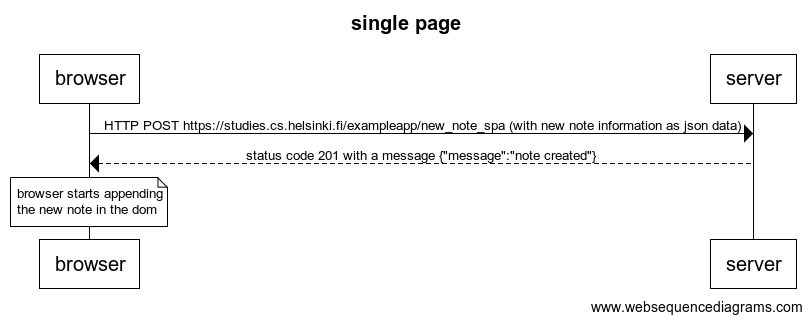 single page
browser
server
HTTP POST https://studies.cs.helsinki.fi/exampleapp/new_note_spa (with new note information as json data)
status code 201 with a message {"message":"note created"}
browser starts appending
the new note in the dom
browser
server
www.websequencediagrams.com